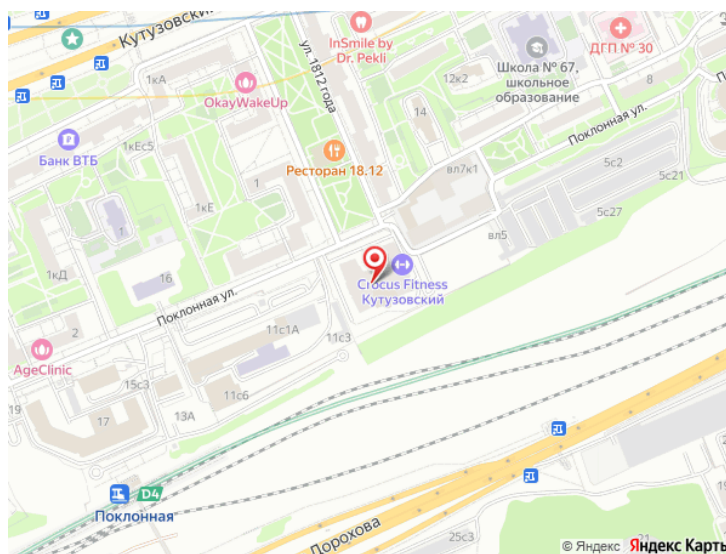 Кутузовский
InSmile by
Dr. Pekli
ДГП № 30
Школа № 67,
школьное
образование
1кА
ул. 1812 года
12к2
8
OkayWakeUp
14
Поклонная ул.
1кЕс5
Банк ВТБ
Ресторан 18.12
вл7к1
5с2
5с21
1
1кЕ
5с27
вл5
1кД
16
Crocus Fitness
Кутузовский
Поклонная ул.
11с1А
11с3
2
AgeClinic
15с3
11с6
19
13А
17
D4
Поклонная
Дорохова
25с3
21
© Яндекс Яндекс Карты